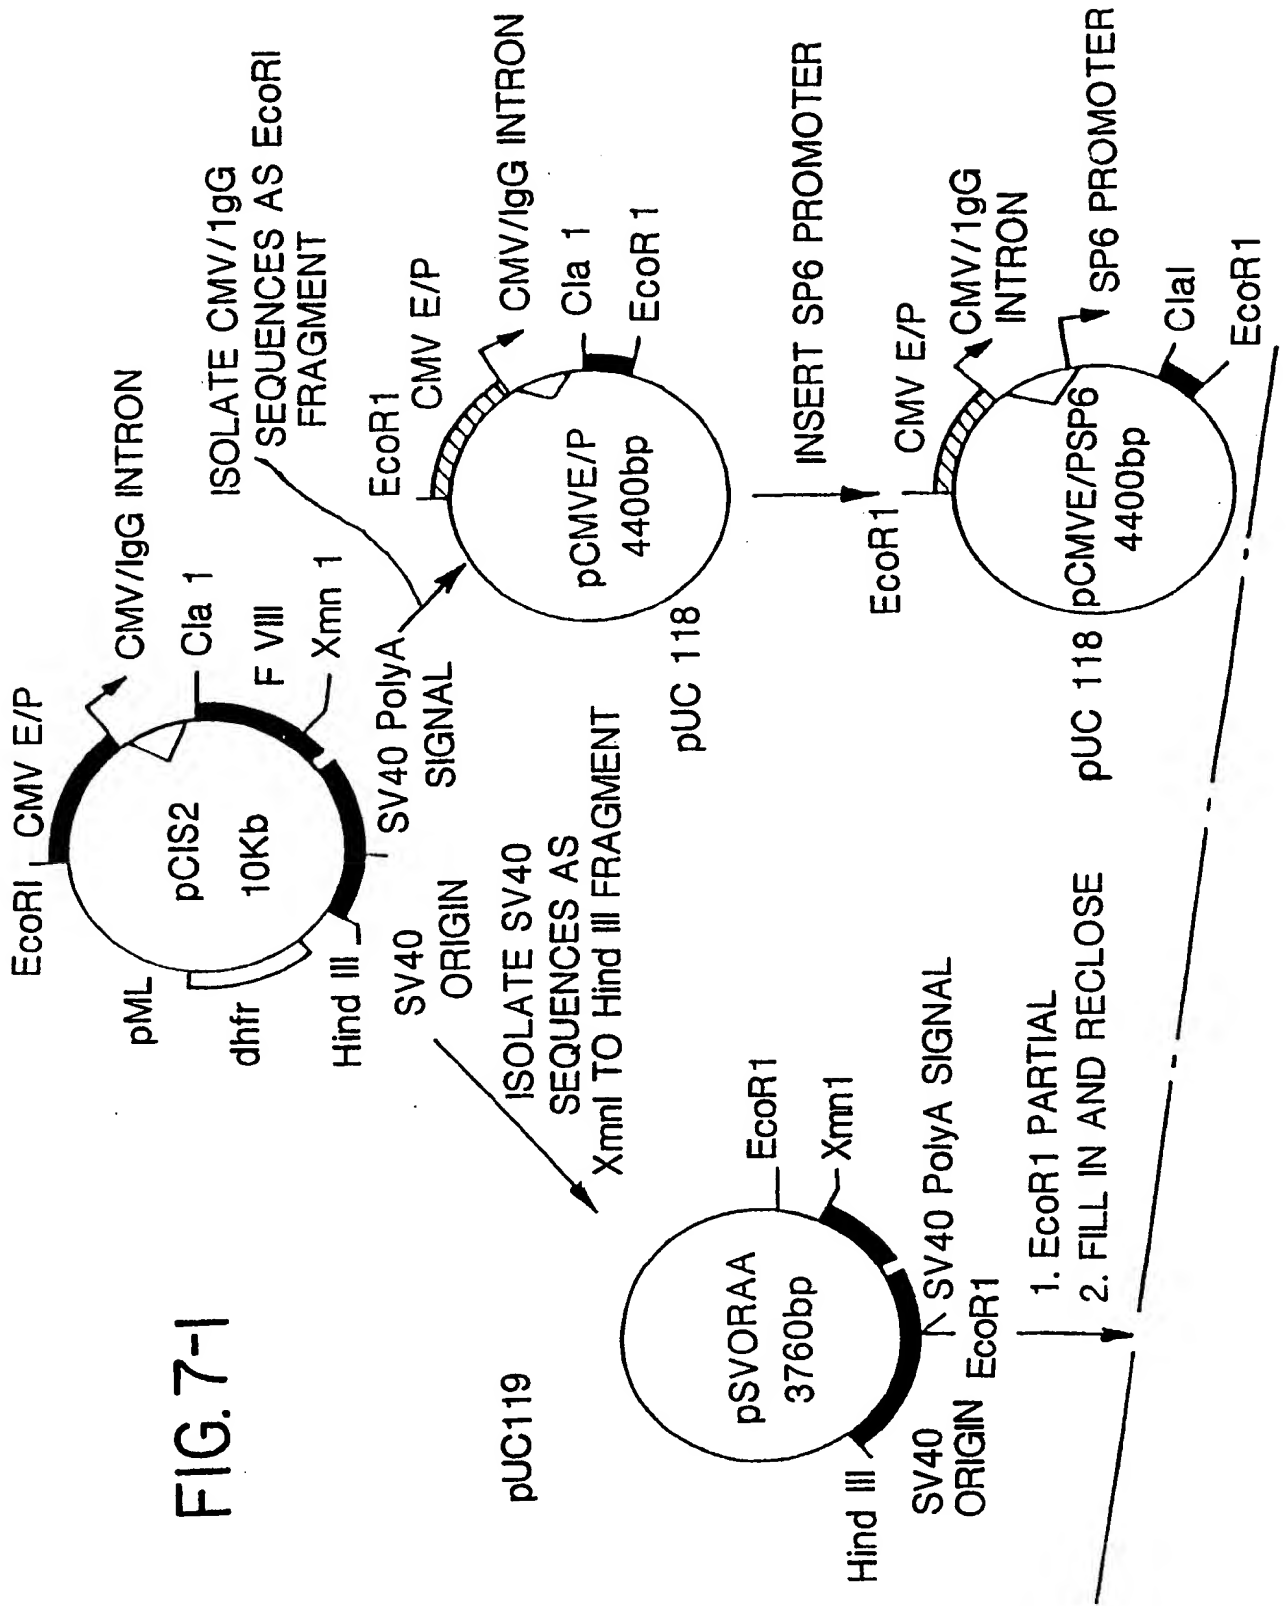 FIG. 7-1
EcoRI
CMV E/P
CMV/IgG INTRON
Cla 1
F VIII
Xmn 1
SV40 PolyA
SIGNAL
SV40
ORIGIN
Hind III
dhfr
pML
pCIS2
10Kb
ISOLATE CMV/1gG
SEQUENCES AS EcoRI
FRAGMENT
ISOLATE SV40
SEQUENCES AS
XmnI TO Hind III FRAGMENT
pUC119
pSVORAA
3760bp
EcoR1
Xmn1
SV40 PolyA SIGNAL
EcoR1
SV40
ORIGIN
Hind III
1. EcoR1 PARTIAL
2. FILL IN AND RECLOSE
EcoR1
CMV E/P
CMV/IgG INTRON
Cla 1
EcoR 1
pCMVE/P
4400bp
pUC 118
INSERT SP6 PROMOTER
EcoR1
CMV E/P
CMV/1gG
INTRON
SP6 PROMOTER
ClaI
EcoR1
pCMVE/PSP6
4400bp
pUC 118